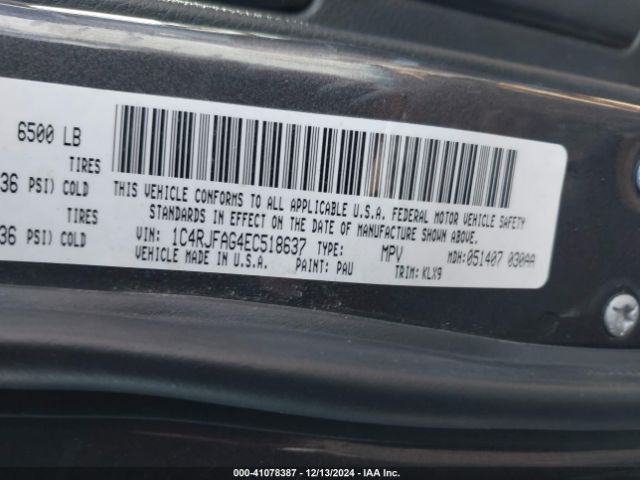 6500 LB
TIRES
36 PSI) COLD
TIRES
36 PSI) COLD
THIS VEHICLE CONFORMS TO ALL APPLICABLE U.S.A. FEDERAL MOTOR VEHICLE SAFETY
STANDARDS IN EFFECT ON THE DATE OF MANUFACTURE SHOWN ABOVE.
VIN: 1C4RJFAG4EC518637 TYPE: MPV MDH:051407 030AA
VEHICLE MADE IN U.S.A. PAINT: PAU TRIM: KLX9
000-41078387 - 12/13/2024 - IAA Inc.